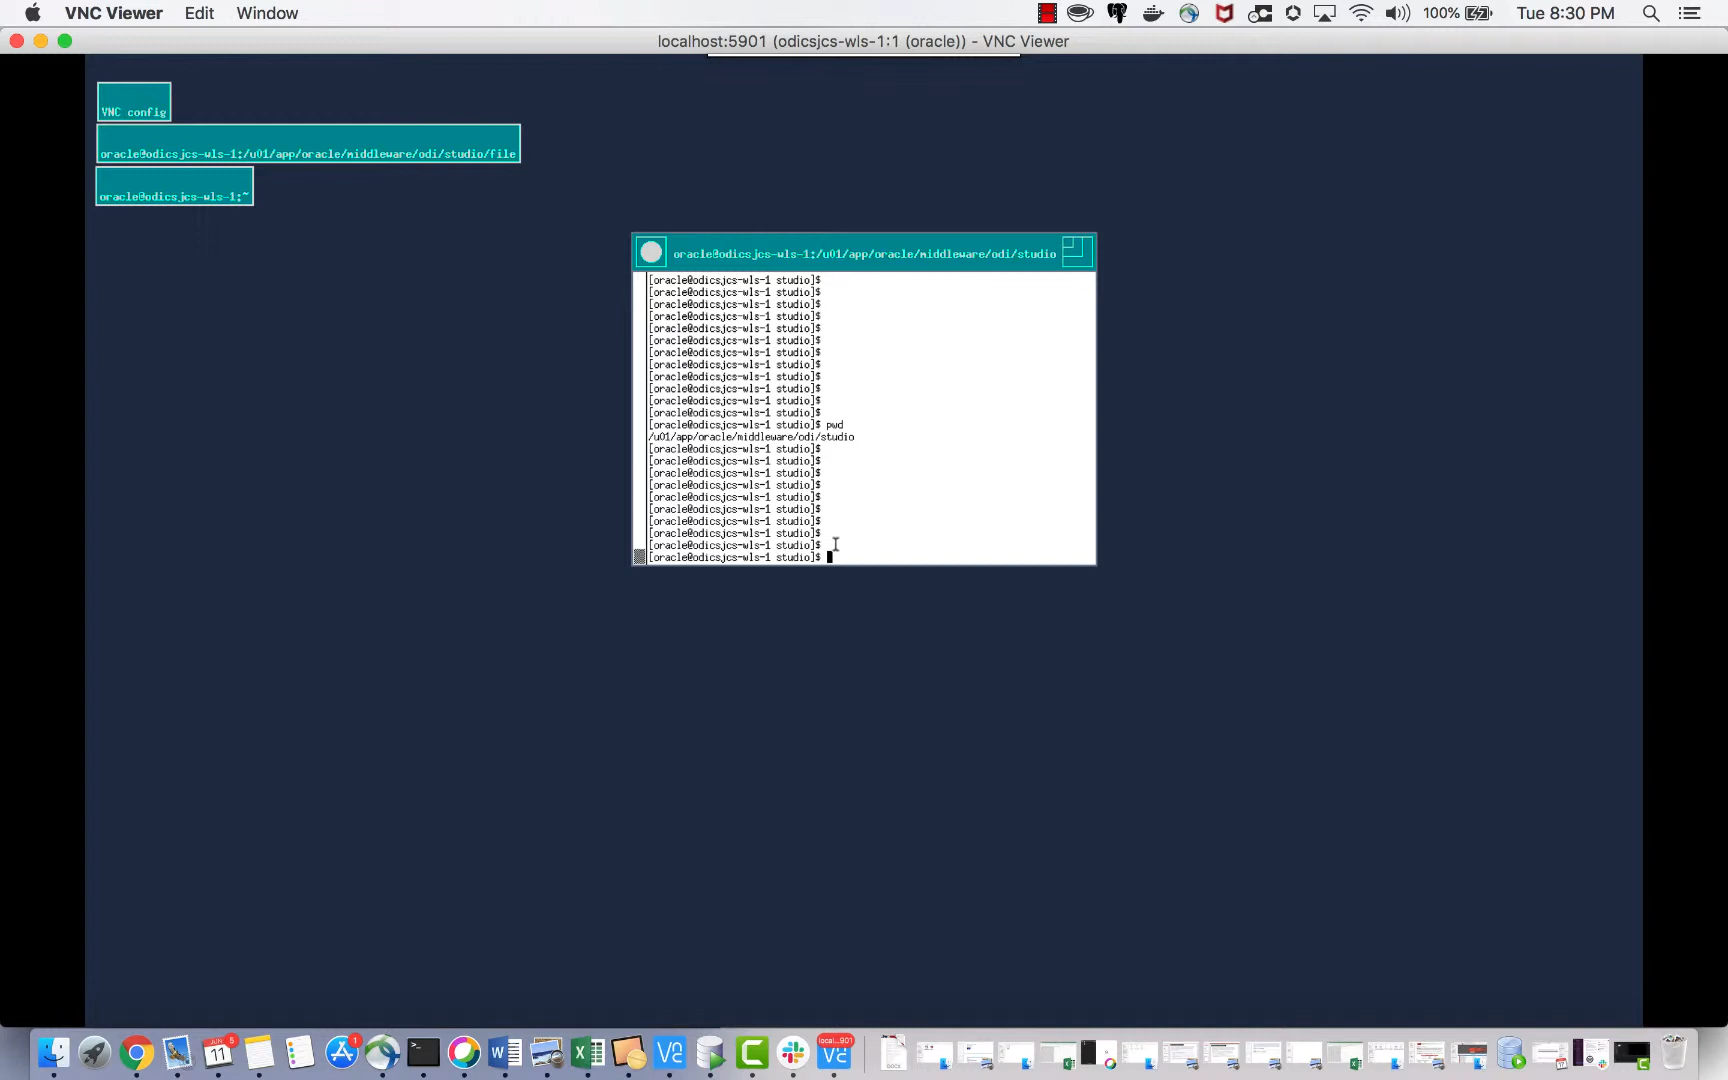 VNC Viewer Edit Window
100% Tue 8:30 PM
localhost:5901 (odicsjcs-wls-1:1 (oracle)) - VNC Viewer
VNC config
oracle@odicsjcs-wls-1:/u01/app/oracle/middleware/odi/studio/file
oracle@odicsjcs-wls-1:~
oracle@odicsjcs-wls-1:/u01/app/oracle/middleware/odi/studio
[oracle@odicsjcs-wls-1 studio]$
[oracle@odicsjcs-wls-1 studio]$
[oracle@odicsjcs-wls-1 studio]$
[oracle@odicsjcs-wls-1 studio]$
[oracle@odicsjcs-wls-1 studio]$
[oracle@odicsjcs-wls-1 studio]$
[oracle@odicsjcs-wls-1 studio]$
[oracle@odicsjcs-wls-1 studio]$
[oracle@odicsjcs-wls-1 studio]$
[oracle@odicsjcs-wls-1 studio]$
[oracle@odicsjcs-wls-1 studio]$
[oracle@odicsjcs-wls-1 studio]$
[oracle@odicsjcs-wls-1 studio]$ pwd
/u01/app/oracle/middleware/odi/studio
[oracle@odicsjcs-wls-1 studio]$
[oracle@odicsjcs-wls-1 studio]$
[oracle@odicsjcs-wls-1 studio]$
[oracle@odicsjcs-wls-1 studio]$
[oracle@odicsjcs-wls-1 studio]$
[oracle@odicsjcs-wls-1 studio]$
[oracle@odicsjcs-wls-1 studio]$
[oracle@odicsjcs-wls-1 studio]$
[oracle@odicsjcs-wls-1 studio]$
[oracle@odicsjcs-wls-1 studio]$
JUN 5
11
1
local...:901
DOCX